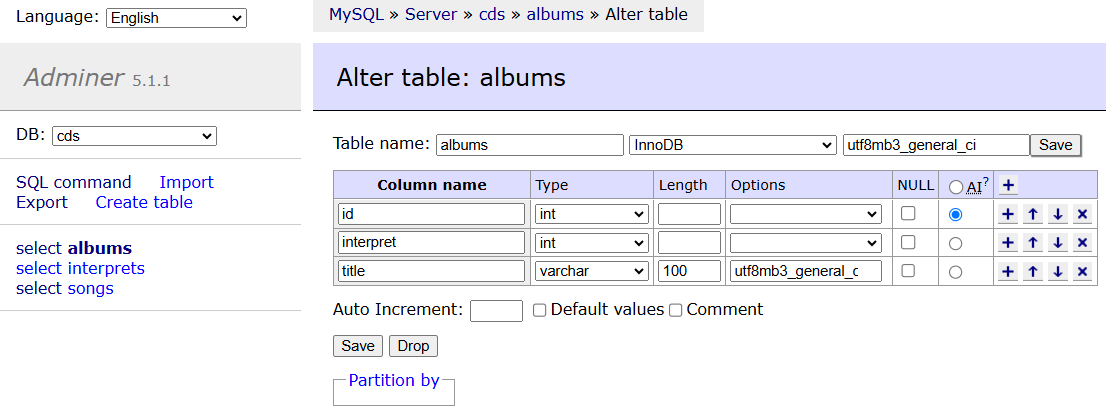 Language: English
MySQL » Server » cds » albums » Alter table
Adminer 5.1.1
Alter table: albums
DB: cds
SQL command Import
Export Create table
select albums
select interprets
select songs
Table name: albums InnoDB utf8mb3_general_ci Save
Column name Type Length Options NULL AI?
id int
interpret int
title varchar 100 utf8mb3_general_c
Auto Increment: Default values Comment
Save Drop
Partition by